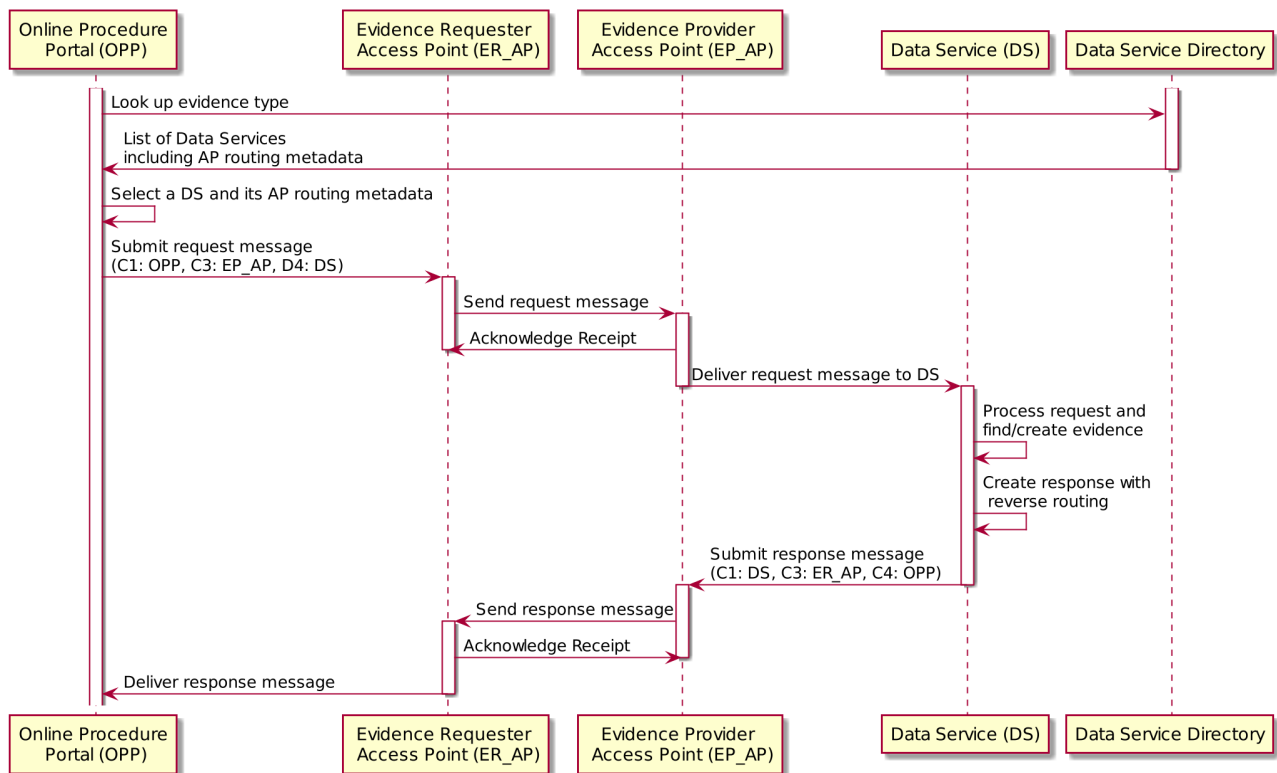 Online Procedure
Portal (OPP)
Evidence Requester
Access Point (ER_AP)
Evidence Provider
Access Point (EP_AP)
Data Service (DS)
Data Service Directory
Look up evidence type
List of Data Services
including AP routing metadata
Select a DS and its AP routing metadata
Submit request message
(C1: OPP, C3: EP_AP, D4: DS)
Send request message
Acknowledge Receipt
Deliver request message to DS
Process request and
find/create evidence
Create response with
reverse routing
Submit response message
(C1: DS, C3: ER_AP, C4: OPP)
Send response message
Acknowledge Receipt
Deliver response message
Online Procedure
Portal (OPP)
Evidence Requester
Access Point (ER_AP)
Evidence Provider
Access Point (EP_AP)
Data Service (DS)
Data Service Directory